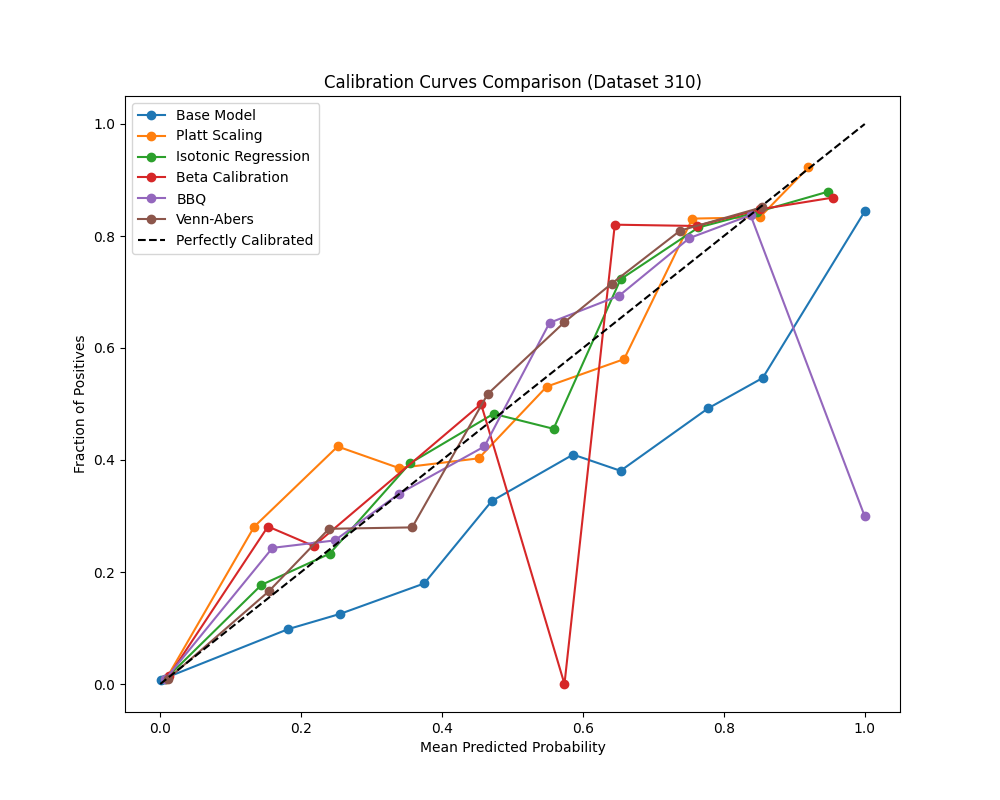 Calibration Curves Comparison (Dataset 310)
Base Model
Platt Scaling
Isotonic Regression
Beta Calibration
BBQ
Venn-Abers
Perfectly Calibrated
Fraction of Positives
1.0
0.8
0.6
0.4
0.2
0.0
0.0 0.2 0.4 0.6 0.8 1.0
Mean Predicted Probability